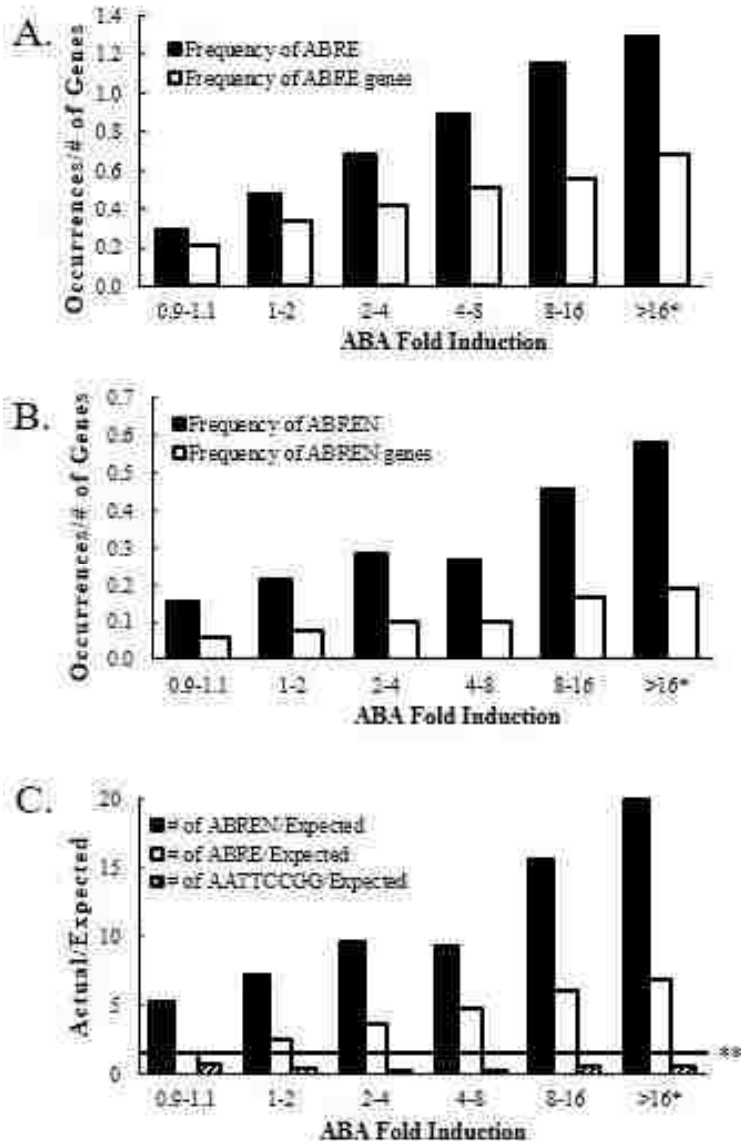 A.
1.4
1.2
1.0
0.8
0.6
0.4
0.2
0.0
Occurrences/# of Genes
Frequency of ABRE
Frequency of ABRE genes
0.9-1.1 1-2 2-4 4-8 8-16 >16*
ABA Fold Induction
B.
0.7
0.6
0.5
0.4
0.3
0.2
0.1
0.0
Occurrences/# of Genes
Frequency of ABREN
Frequency of ABREN genes
0.9-1.1 1-2 2-4 4-8 8-16 >16*
ABA Fold Induction
C.
20
15
10
5
0
Actual/Expected
# of ABREN/Expected
# of ABRE/Expected
# of AATTCCGG/Expected
**
0.9-1.1 1-2 2-4 4-8 8-16 >16*
ABA Fold Induction